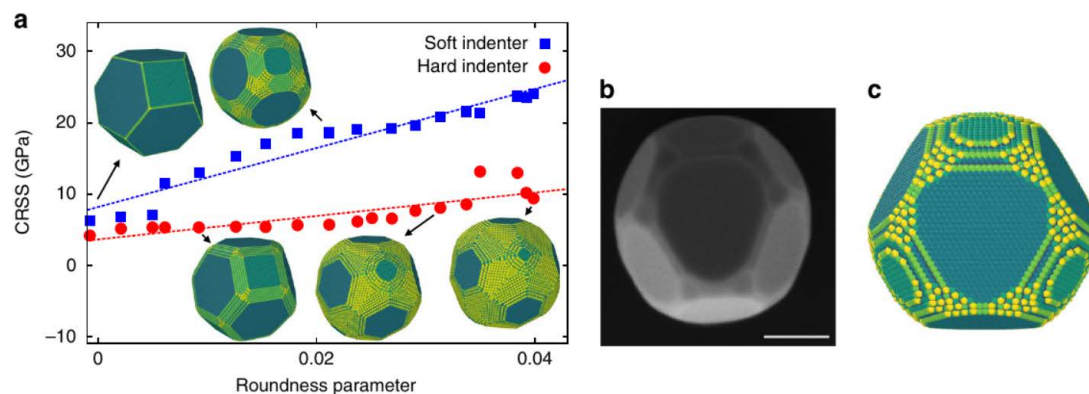 a
30
20
10
0
–10
CRSS (GPa)
0
0.02
0.04
Roundness parameter
Soft indenter
Hard indenter
b
c